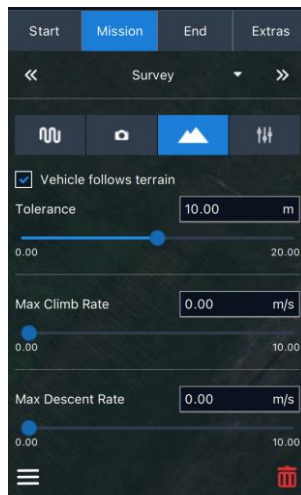 Start Mission End Extras
« Survey »
Vehicle follows terrain
Tolerance 10.00 m
0.00 20.00
Max Climb Rate 0.00 m/s
0.00 10.00
Max Descent Rate 0.00 m/s
0.00 10.00